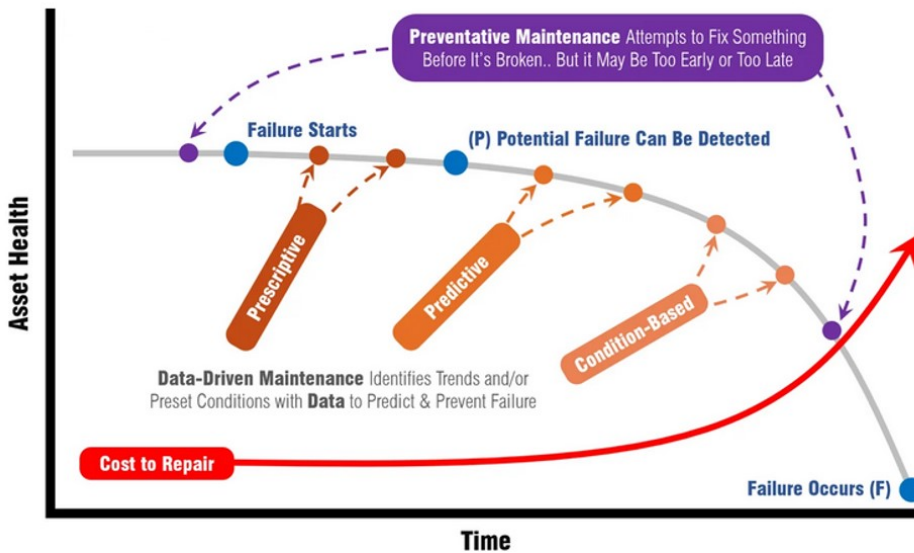 Preventative Maintenance Attempts to Fix Something
Before It's Broken.. But it May Be Too Early or Too Late
Failure Starts
(P) Potential Failure Can Be Detected
Asset Health
Prescriptive
Predictive
Condition-Based
Data-Driven Maintenance Identifies Trends and/or
Preset Conditions with Data to Predict & Prevent Failure
Cost to Repair
Failure Occurs (F)
Time